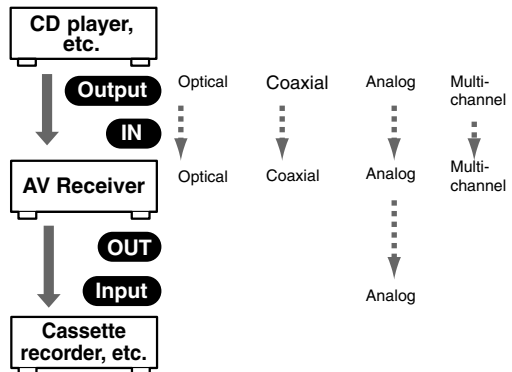 CD player,
etc.
Output
Optical
Coaxial
Analog
Multi-
channel
IN
AV Receiver
Optical
Coaxial
Analog
Multi-
channel
OUT
Input
Analog
Cassette
recorder, etc.